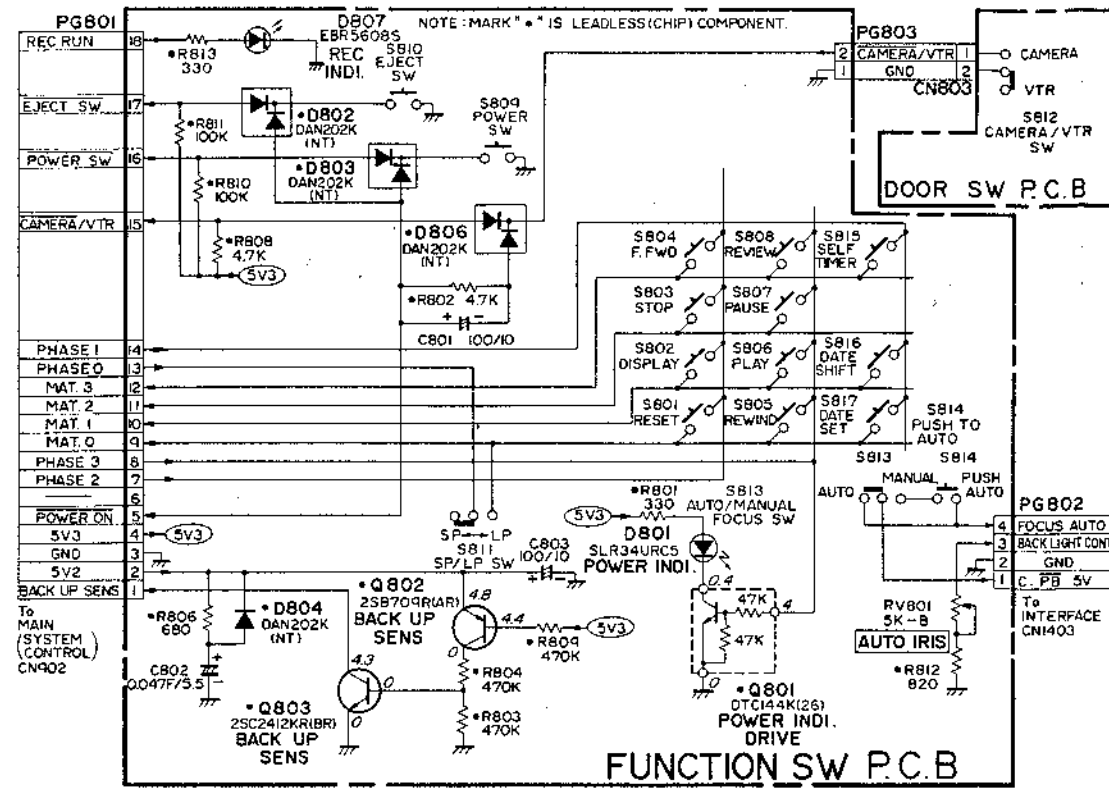 NOTE : MARK "●" IS LEADLESS (CHIP) COMPONENT.
PG801
REC RUN 18
EJECT SW 17
POWER SW 16
CAMERA/VTR 15
PHASE 1 14
PHASE 0 13
MAT. 3 12
MAT. 2 11
MAT. 1 10
MAT. 0 9
PHASE 3 8
PHASE 2 7
6
POWER ON 5
5V3 4
GND 3
5V2 2
BACK UP SENS 1
To
MAIN
(SYSTEM
CONTROL)
CN902
●R813
330
D807
EBR5608S
REC
INDI.
S810
EJECT
SW
●R811
100K
●D802
DAN202K
(NT)
S809
POWER
SW
●R810
100K
●D803
DAN202K
(NT)
●R808
4.7K
5V3
●D806
DAN202K
(NT)
●R802 4.7K
+ -
C801 100/10
PG803
2 CAMERA/VTR 1
1 GND 2
CN803
CAMERA
VTR
S812
CAMERA/VTR
SW
DOOR SW P.C.B
S804
F. FWD
S808
REVIEW
S815
SELF
TIMER
S803
STOP
S807
PAUSE
S802
DISPLAY
S806
PLAY
S816
DATE
SHIFT
S801
RESET
S805
REWIND
S817
DATE
SET
S814
PUSH TO
AUTO
S813 S814
MANUAL
AUTO
PUSH
AUTO
PG802
4 FOCUS AUTO
3 BACK LIGHT CONT
2 GND
1 C. PB 5V
To
INTERFACE
CN1403
RV801
5K-B
AUTO IRIS
●R812
820
5V3
SP LP
S811
SP/LP SW
C803
100/10
+ -
5V3
●R801
330
S813
AUTO/MANUAL
FOCUS SW
D801
SLR34URC5
POWER INDI.
0.4
47K
4
47K
0
●Q801
DTC144K(26)
POWER INDI.
DRIVE
●R806
680
●D804
DAN202K
(NT)
C802
0.047F/5.5
+
-
●Q802
2SB709R(AR)
BACK UP
SENS
4.8
4.4
0
●R809
470K
5V3
●R804
470K
●R803
470K
4.3
0
0
●Q803
2SC2412KR(BR)
BACK UP
SENS
FUNCTION SW P.C.B